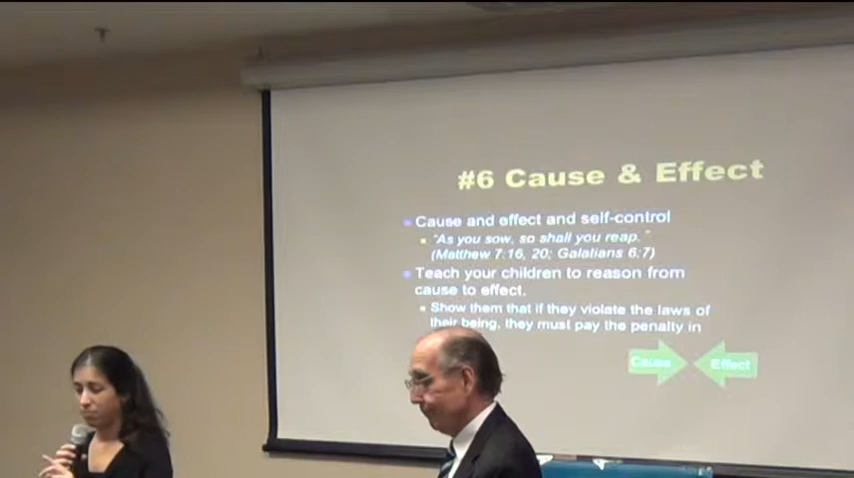 #6 Cause & Effect
Cause and effect and self-control
"As you sow, so shall you reap."
(Matthew 7:16, 20; Galatians 6:7)
Teach your children to reason from
cause to effect.
Show them that if they violate the laws of
their being, they must pay the penalty in
Cause Effect